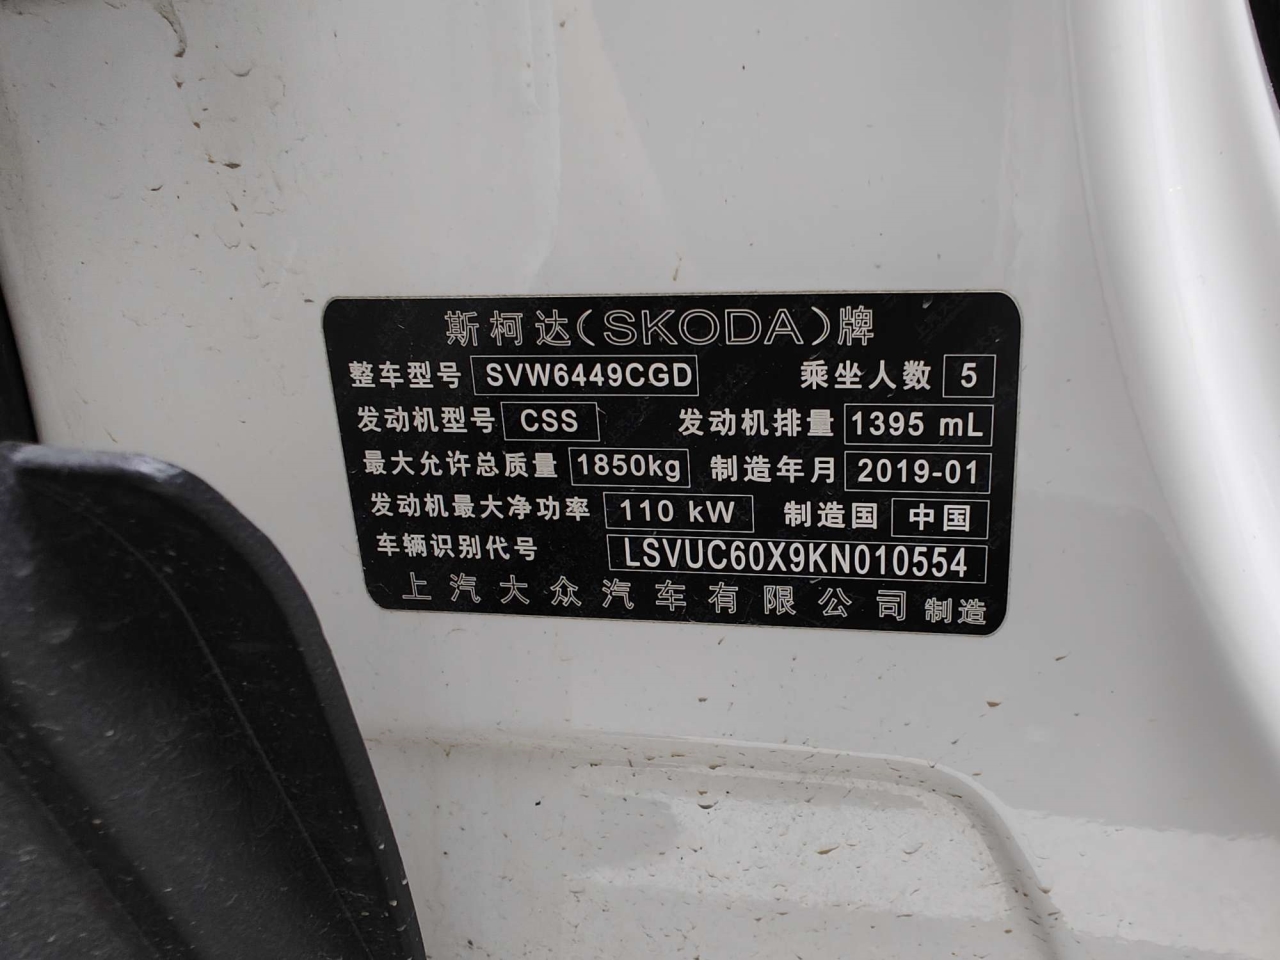 斯柯达(SKODA)牌
整车型号 SVW6449CGD 乘坐人数 5
发动机型号 CSS 发动机排量 1395 mL
最大允许总质量 1850kg 制造年月 2019-01
发动机最大净功率 110 kW 制造国 中国
车辆识别代号 LSVUC60X9KN010554
上汽大众汽车有限公司 制造